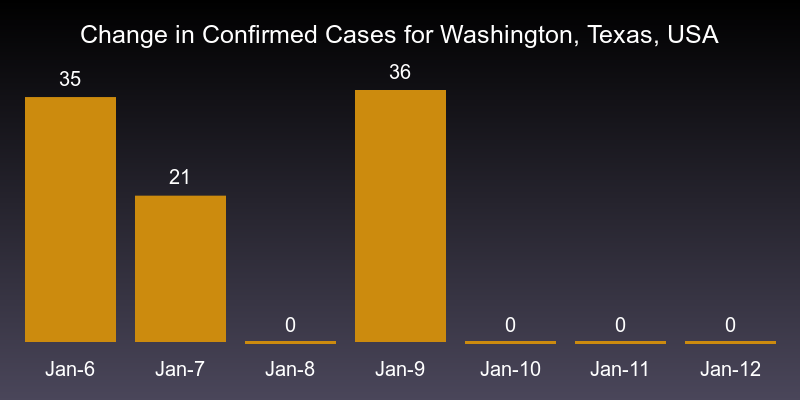 Change in Confirmed Cases for Washington, Texas, USA
35
21
0
36
0
0
0
Jan-6
Jan-7
Jan-8
Jan-9
Jan-10
Jan-11
Jan-12